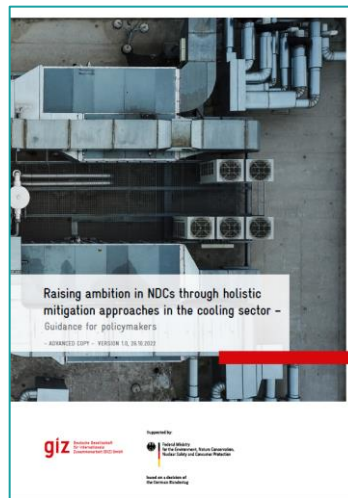 Raising ambition in NDCs through holistic
mitigation approaches in the cooling sector –
Guidance for policymakers
- ADVANCED COPY - VERSION 1.0, 26.10.2022
giz
Deutsche Gesellschaft
für Internationale
Zusammenarbeit (GIZ) GmbH
Supported by:
Federal Ministry
for the Environment, Nature Conservation,
Nuclear Safety and Consumer Protection
based on a decision of
the German Bundestag